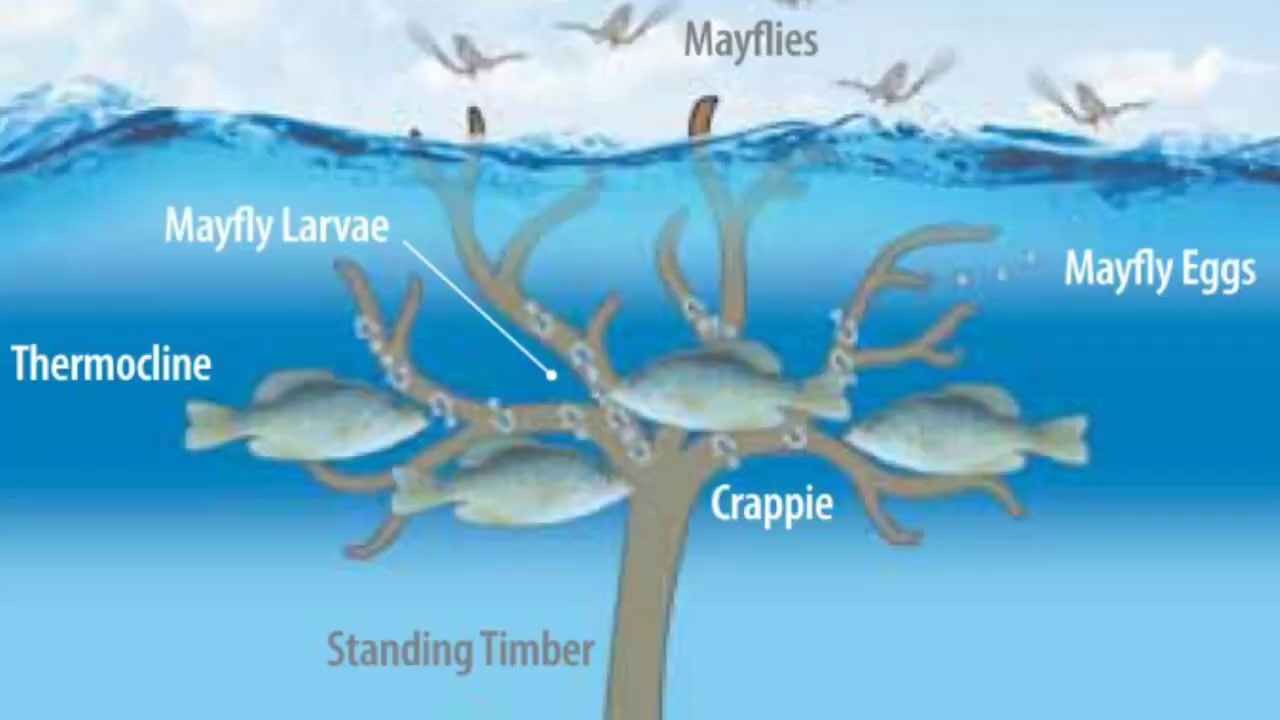 Mayflies
Mayfly Larvae
Mayfly Eggs
Thermocline
Crappie
Standing Timber